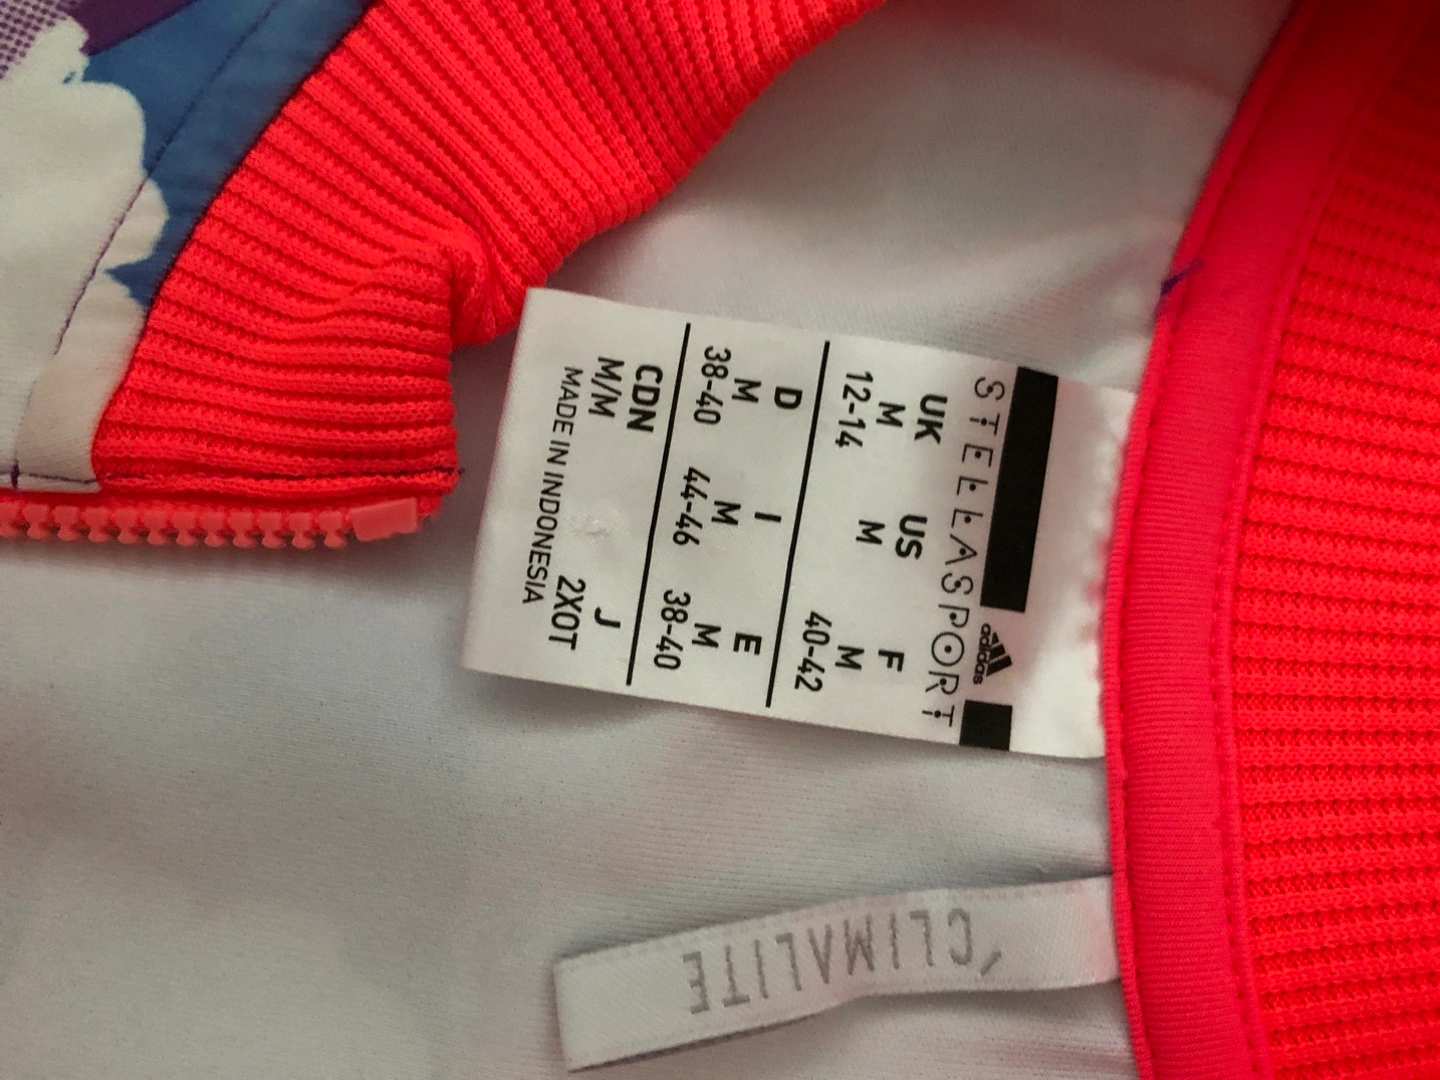 adidas
STELLASPORT
UK US F
M M M
12-14 40-42
D I E
M M M
38-40 44-46 38-40
CDN J
M/M 2XOT
MADE IN INDONESIA
'CLIMALITE